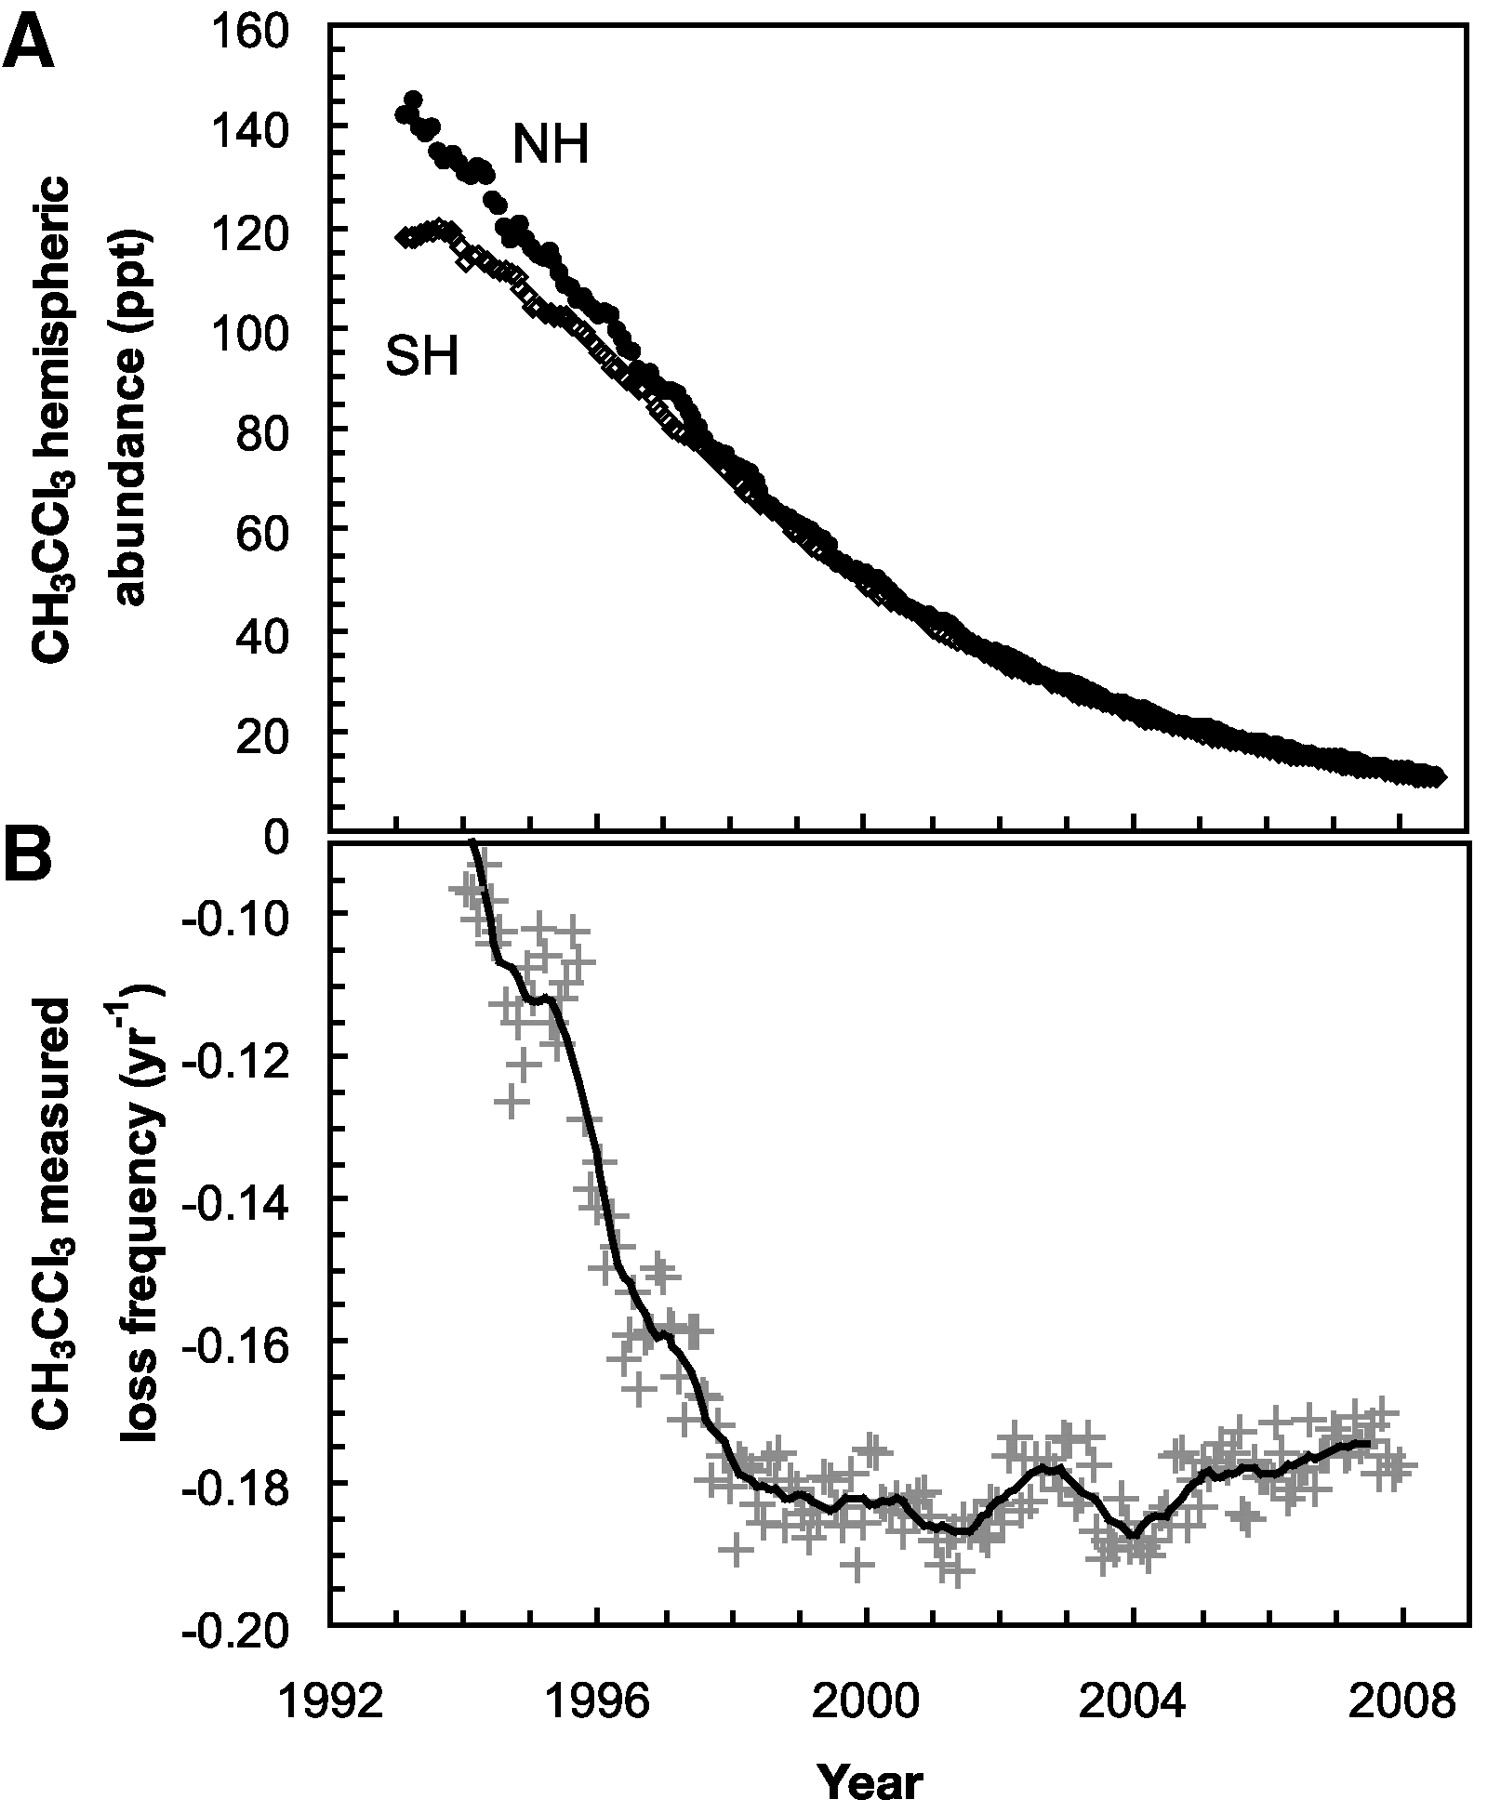 A
160
140
120
100
80
60
40
20
0
CH₃CCl₃ hemispheric
abundance (ppt)
NH
SH
B
-0.10
-0.12
-0.14
-0.16
-0.18
-0.20
CH₃CCl₃ measured
loss frequency (yr⁻¹)
1992 1996 2000 2004 2008
Year